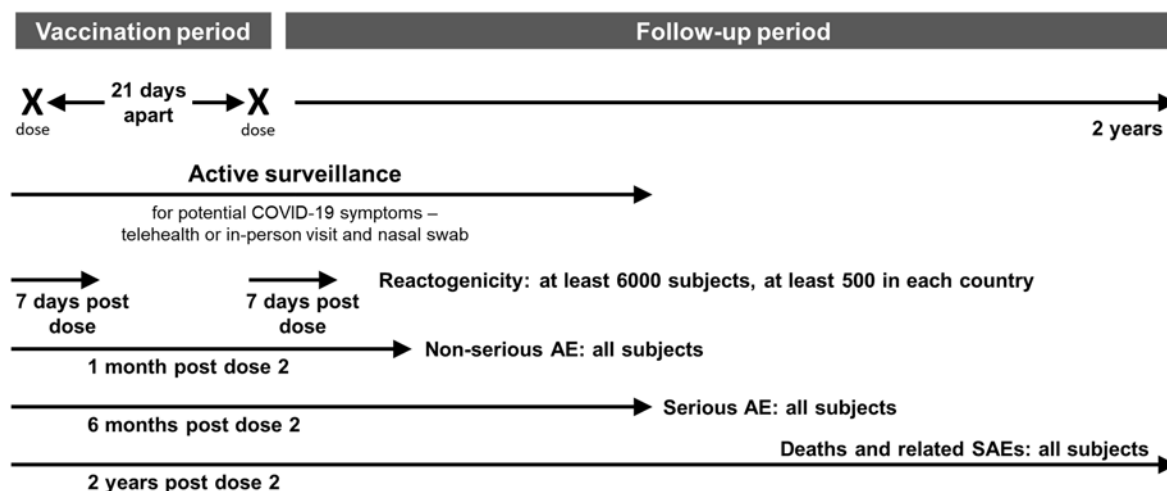 Vaccination period
Follow-up period
X
21 days
apart
X
dose
dose
2 years
Active surveillance
for potential COVID-19 symptoms –
telehealth or in-person visit and nasal swab
Reactogenicity: at least 6000 subjects, at least 500 in each country
7 days post
dose
7 days post
dose
Non-serious AE: all subjects
1 month post dose 2
Serious AE: all subjects
6 months post dose 2
Deaths and related SAEs: all subjects
2 years post dose 2